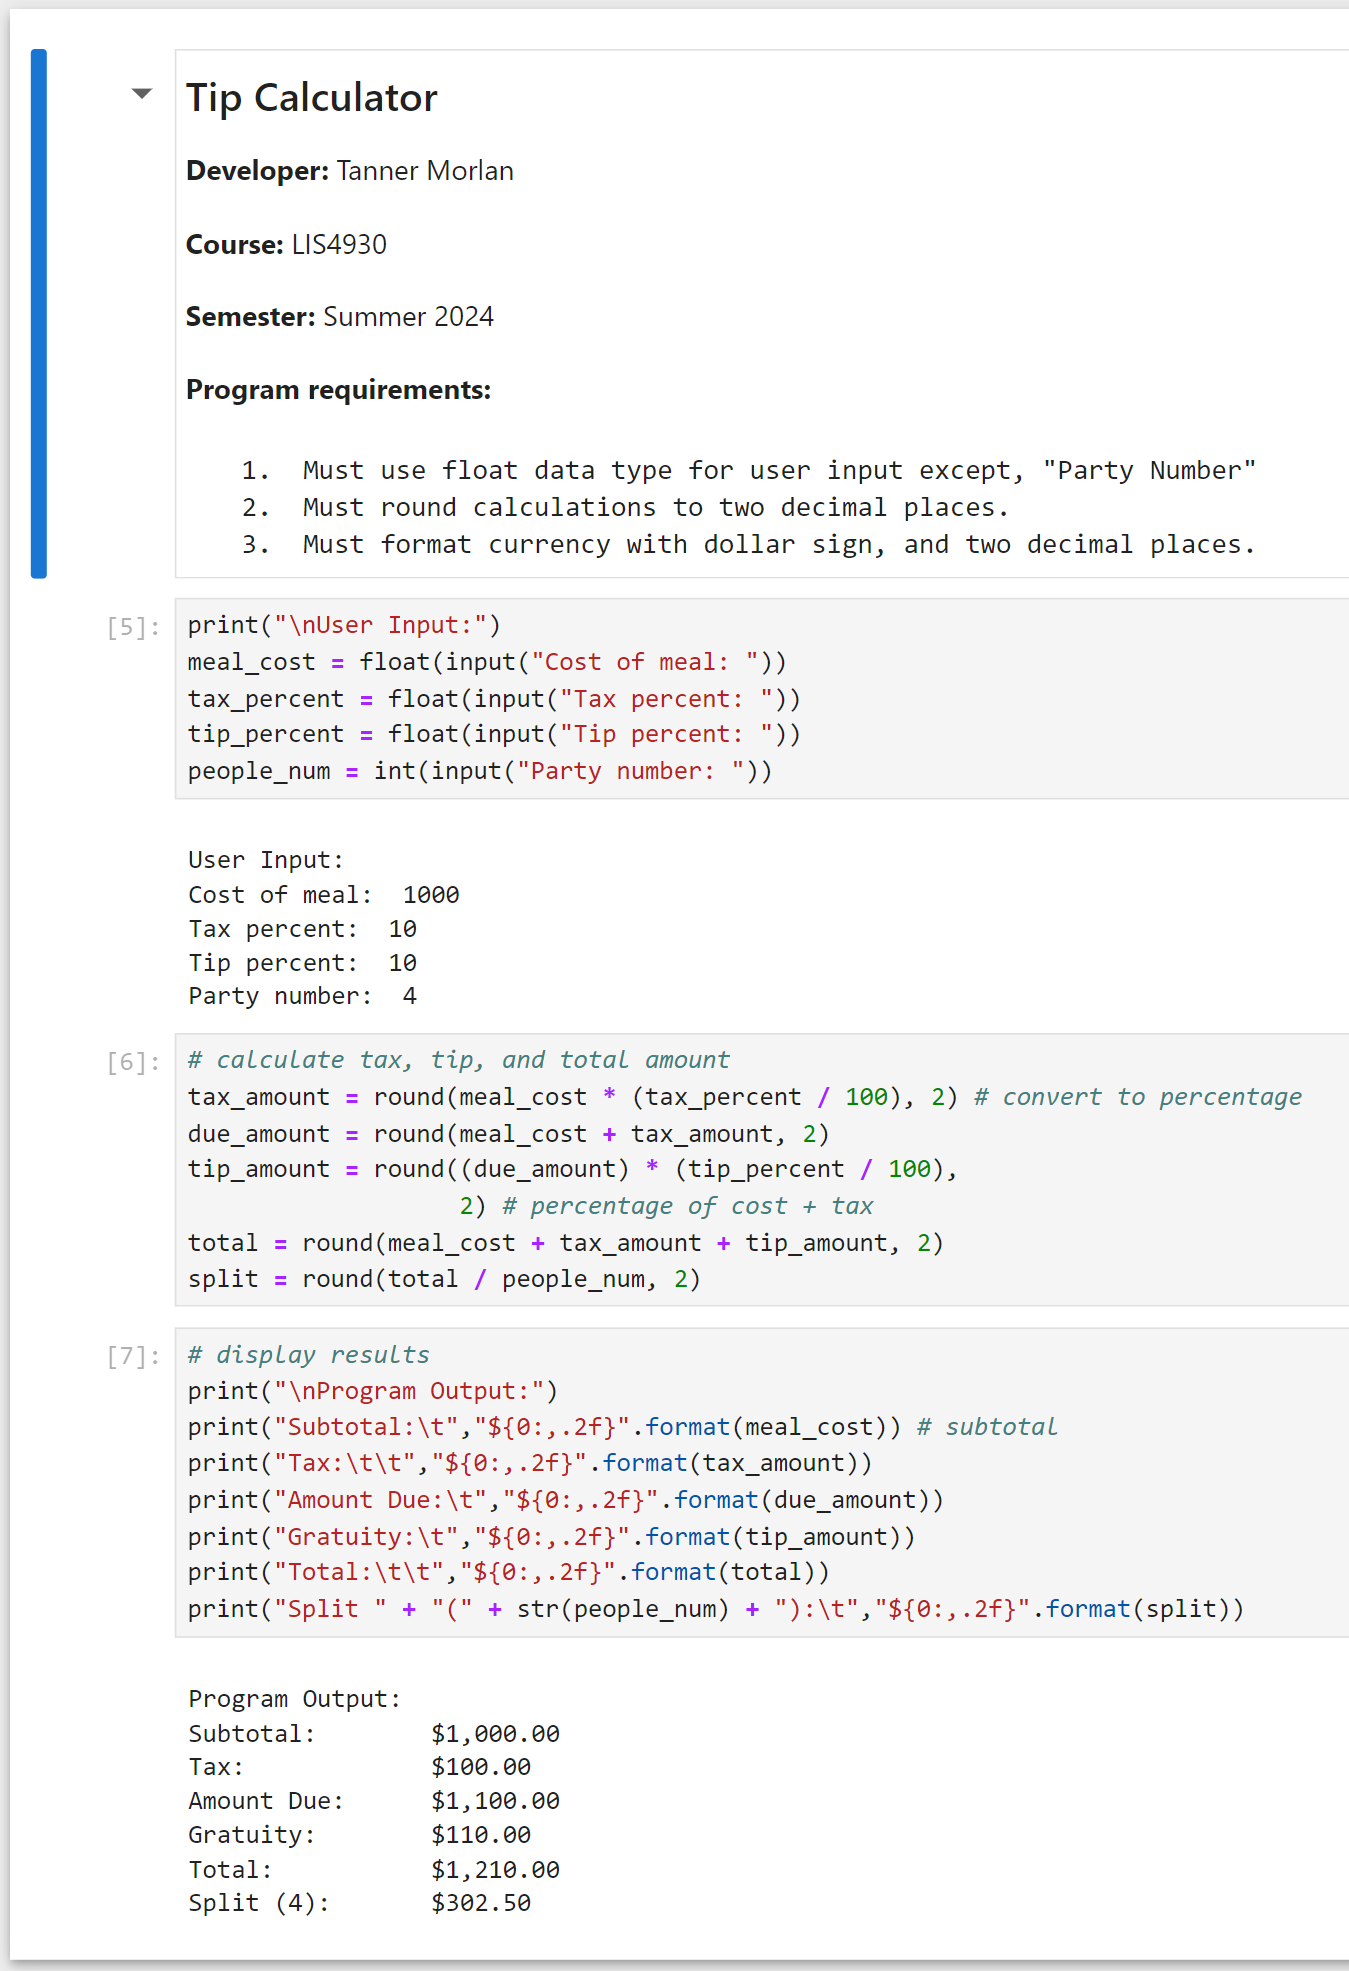 Tip Calculator
Developer: Tanner Morlan
Course: LIS4930
Semester: Summer 2024
Program requirements:
1.  Must use float data type for user input except, "Party Number"
2.  Must round calculations to two decimal places.
3.  Must format currency with dollar sign, and two decimal places.
[5]:
print("\nUser Input:")
meal_cost = float(input("Cost of meal: "))
tax_percent = float(input("Tax percent: "))
tip_percent = float(input("Tip percent: "))
people_num = int(input("Party number: "))
User Input:
Cost of meal:  1000
Tax percent:  10
Tip percent:  10
Party number:  4
[6]:
# calculate tax, tip, and total amount
tax_amount = round(meal_cost * (tax_percent / 100), 2) # convert to percentage
due_amount = round(meal_cost + tax_amount, 2)
tip_amount = round((due_amount) * (tip_percent / 100),
                   2) # percentage of cost + tax
total = round(meal_cost + tax_amount + tip_amount, 2)
split = round(total / people_num, 2)
[7]:
# display results
print("\nProgram Output:")
print("Subtotal:\t","${0:,.2f}".format(meal_cost)) # subtotal
print("Tax:\t\t","${0:,.2f}".format(tax_amount))
print("Amount Due:\t","${0:,.2f}".format(due_amount))
print("Gratuity:\t","${0:,.2f}".format(tip_amount))
print("Total:\t\t","${0:,.2f}".format(total))
print("Split " + "(" + str(people_num) + "):\t","${0:,.2f}".format(split))
Program Output:
Subtotal:        $1,000.00
Tax:             $100.00
Amount Due:      $1,100.00
Gratuity:        $110.00
Total:           $1,210.00
Split (4):       $302.50